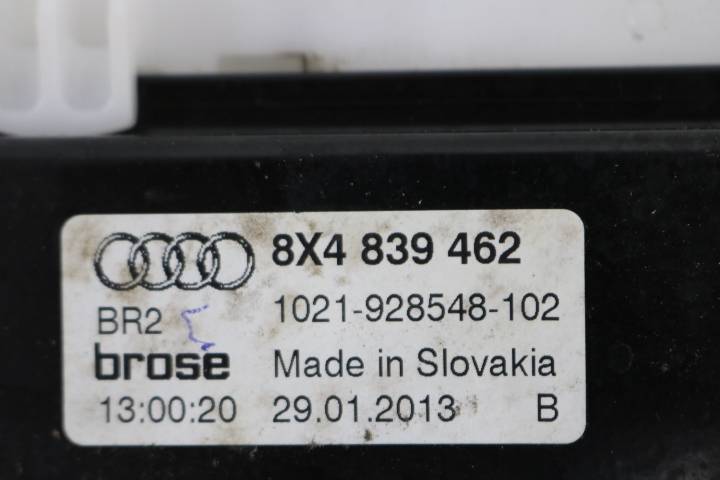 8X4 839 462
BR2 1021-928548-102
brose Made in Slovakia
13:00:20 29.01.2013 B